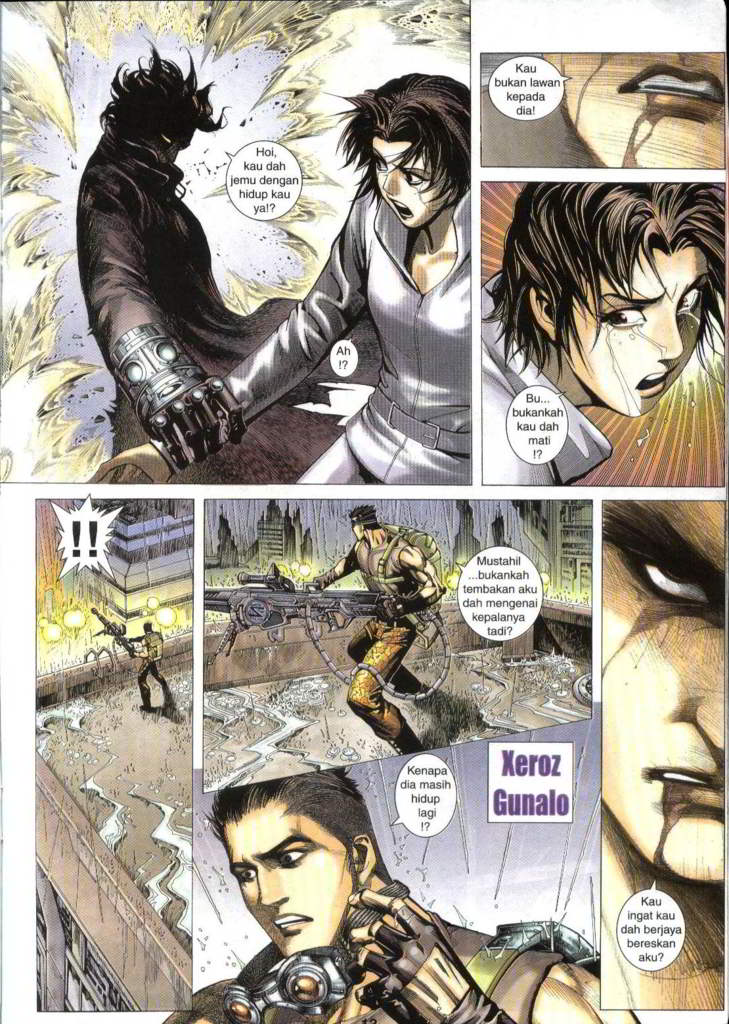 Hoi,
kau dah
jemu dengan
hidup kau
ya!?
Ah
!?
Kau
bukan lawan
kepada
dia!
Bu...
bukankah
kau dah
mati
!?
!!
Mustahil
...bukankah
tembakan aku
dah mengenai
kepalanya
tadi?
Kenapa
dia masih
hidup
lagi
!?
Xeroz
Gunalo
Kau
ingat kau
dah berjaya
bereskan
aku?